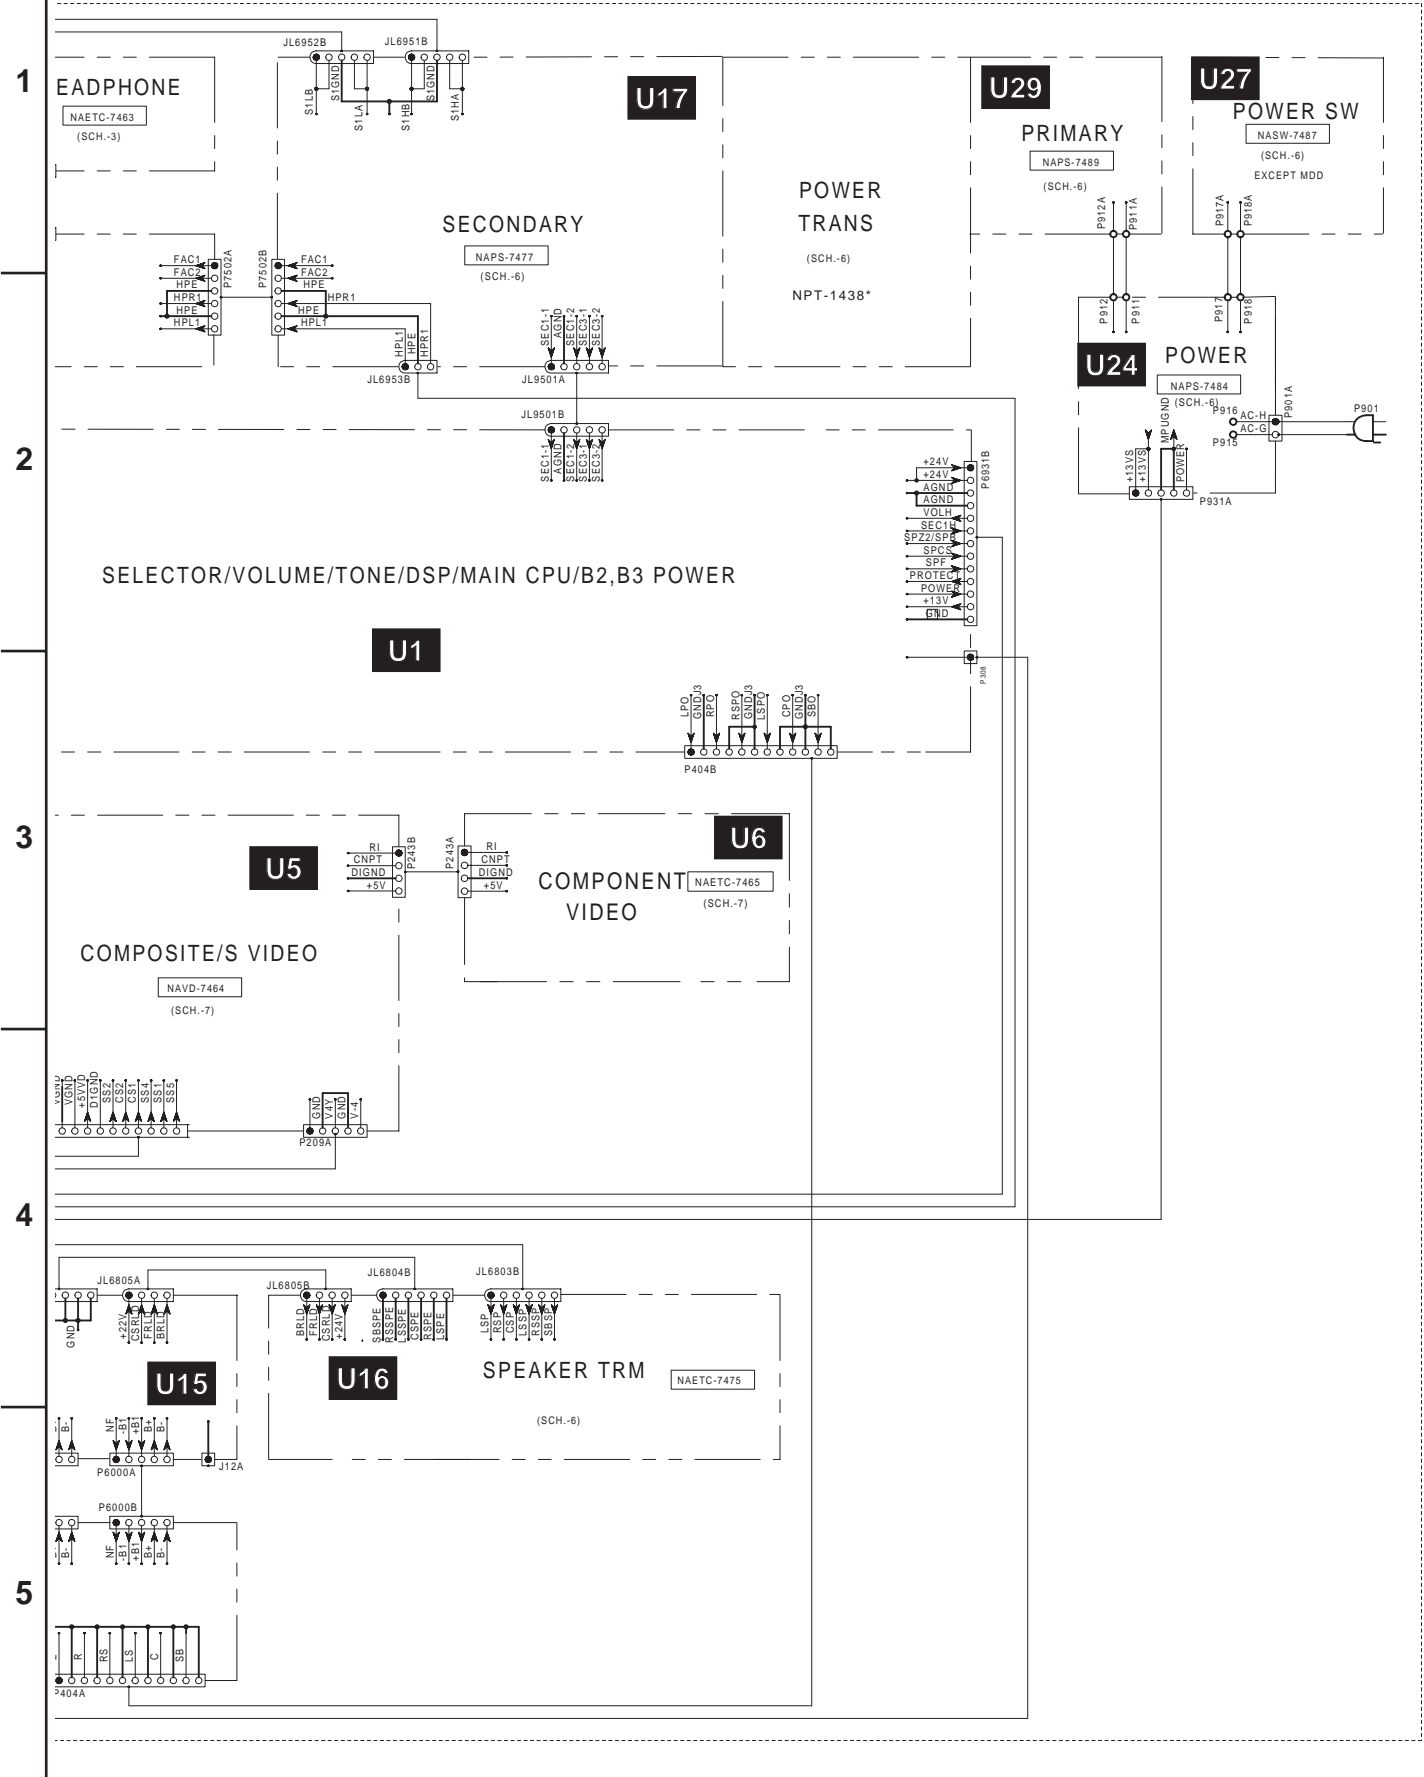 1
JL6952B
JL6951B
S1LB
S1GND
S1LA
S1HB
S1GND
S1HA
EADPHONE
NAETC-7463
(SCH.-3)
U17
U29
U27
PRIMARY
NAPS-7489
(SCH.-6)
POWER SW
NASW-7487
(SCH.-6)
EXCEPT MDD
POWER
TRANS
(SCH.-6)
NPT-1438*
SECONDARY
NAPS-7477
(SCH.-6)
P912A
P911A
P917A
P918A
P7502A
P7502B
FAC1
FAC2
HPE
HPR1
HPE
HPL1
FAC1
FAC2
HPE
HPR1
HPE
HPL1
HPL1
HPE
HPR1
JL6953B
SEC1-1
AGND
SEC1-2
SEC3-1
SEC3-2
JL9501A
P912
P911
P917
P918
U24
POWER
NAPS-7484
(SCH.-6)
P901A
P916
AC-H
P915
AC-G
P901
+13VS
+13VS
MPUGND
POWER
P931A
2
JL9501B
SEC1-1
AGND
SEC1-2
SEC3-1
SEC3-2
P6931B
+24V
+24V
AGND
AGND
VOLH
SEC1H
SPZ2/SPB
SPCS
SPF
PROTECT
POWER
+13V
GND
SELECTOR/VOLUME/TONE/DSP/MAIN CPU/B2,B3 POWER
U1
P308
LPO
GNDJ3
RPO
RSPO
GNDJ3
LSPO
CPO
GNDJ3
SBO
P404B
3
U5
RI
CNPT
DIGND
+5V
P243B
P243A
RI
CNPT
DIGND
+5V
U6
COMPONENT
VIDEO
NAETC-7465
(SCH.-7)
COMPOSITE/S VIDEO
NAVD-7464
(SCH.-7)
VGND
VGND
+5VVD
D1GND
SS2
CS2
CS1
SS4
SS1
SS5
GND
V4Y
GND
V-4
P209A
4
JL6805A
JL6805B
JL6804B
JL6803B
GND
+22V
CSRLD
FRLD
BRLD
BRLD
FRLD
CSRLD
+24V
SBSPE
RSSPE
LSSPE
CSPE
RSPE
LSPE
LSP
RSP
CSP
LSSP
RSSP
SBSP
U15
U16
SPEAKER TRM
NAETC-7475
(SCH.-6)
B-
NF
-B1
+B1
B+
B-
P6000A
J12A
P6000B
B-
NF
-B1
+B1
B+
B-
5
R
RS
LS
C
SB
P404A